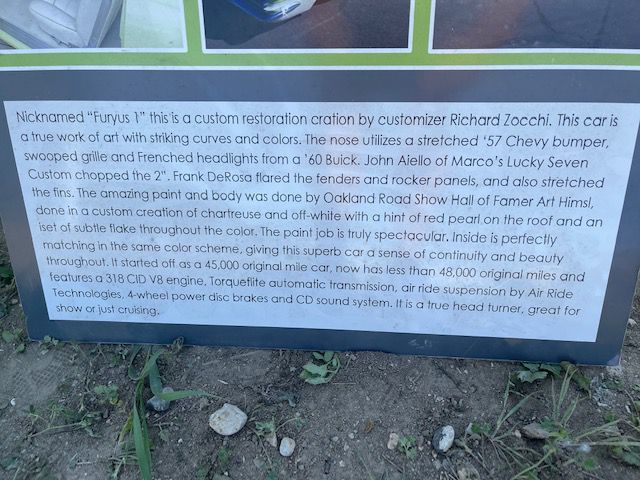 Nicknamed "Furyus 1" this is a custom restoration cration by customizer Richard Zocchi. This car is
a true work of art with striking curves and colors. The nose utilizes a stretched '57 Chevy bumper,
swooped grille and Frenched headlights from a '60 Buick. John Aiello of Marco's Lucky Seven
Custom chopped the 2". Frank DeRosa flared the fenders and rocker panels, and also stretched
the fins. The amazing paint and body was done by Oakland Road Show Hall of Famer Art Himsl,
done in a custom creation of chartreuse and off-white with a hint of red pearl on the roof and an
iset of subtle flake throughout the color. The paint job is truly spectacular. Inside is perfectly
matching in the same color scheme, giving this superb car a sense of continuity and beauty
throughout. It started off as a 45,000 original mile car, now has less than 48,000 original miles and
features a 318 CID V8 engine, Torqueflite automatic transmission, air ride suspension by Air Ride
Technologies, 4-wheel power disc brakes and CD sound system. It is a true head turner, great for
show or just cruising.